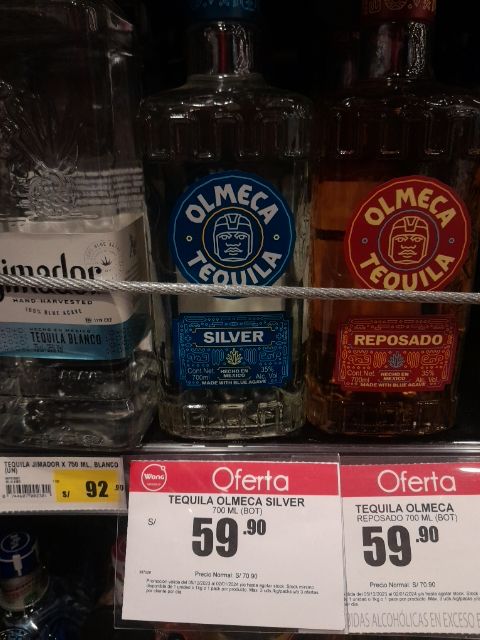 Jimador
HAND HARVESTED
100% BLUE AGAVE
HECHO EN MEXICO
TEQUILA BLANCO
OLMECA
TEQUILA
SILVER
Cont. Net.
700ml
HECHO EN
MEXICO
35%
Alc. Vol.
MADE WITH BLUE AGAVE
OLMECA
TEQUILA
REPOSADO
Cont. Net.
700ml
HECHO EN
MEXICO
35%
Alc. Vol.
MADE WITH BLUE AGAVE
TEQUILA JIMADOR X 750 ML, BLANCO
(UN)
S/ 92 .90
Wong
Oferta
TEQUILA OLMECA SILVER
700 ML (BOT)
S/ 59 .90
Precio Normal: S/ 70.90
Oferta
TEQUILA OLMECA
REPOSADO 700 ML (BOT)
59 .90
Precio Normal: S/ 70.90
BIDAS ALCOHÓLICAS EN EXCESO E